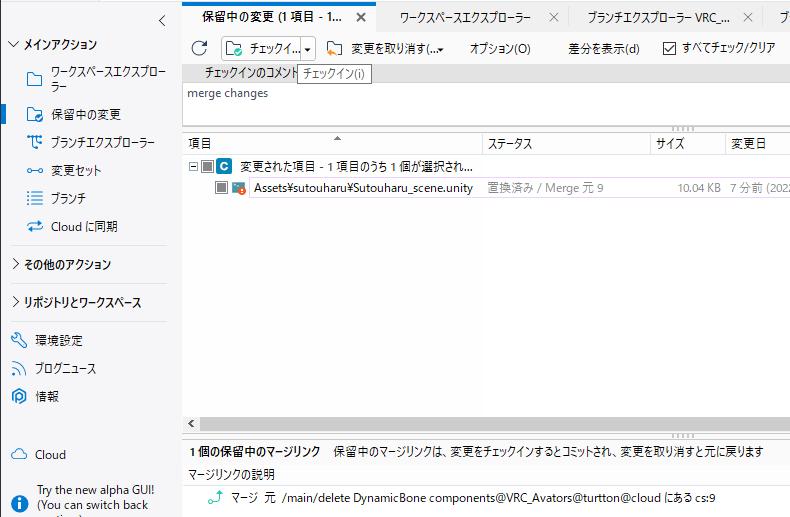 メインアクション
ワークスペースエクスプロー
ラー
保留中の変更
ブランチエクスプローラー
変更セット
ブランチ
Cloud に同期
その他のアクション
リポジトリとワークスペース
環境設定
ブログニュース
情報
Cloud
Try the new alpha GUI!
(You can switch back
保留中の変更 (1 項目 - 1...
ワークスペースエクスプローラー
ブランチエクスプローラー VRC_...
チェックイ...
変更を取り消す(...
オプション(O)
差分を表示(d)
すべてチェック/クリア
チェックインのコメント
チェックイン(i)
merge changes
項目
ステータス
サイズ
変更日
変更された項目 - 1 項目のうち 1 個が選択され...
Assets¥sutouharu¥Sutouharu_scene.unity
置換済み / Merge 元 9
10.04 KB
7 分前 (202
1 個の保留中のマージリンク
保留中のマージリンクは、変更をチェックインするとコミットされ、変更を取り消すと元に戻ります
マージリンクの説明
マージ 元 /main/delete DynamicBone components@VRC_Avators@turtton@cloud にある cs:9